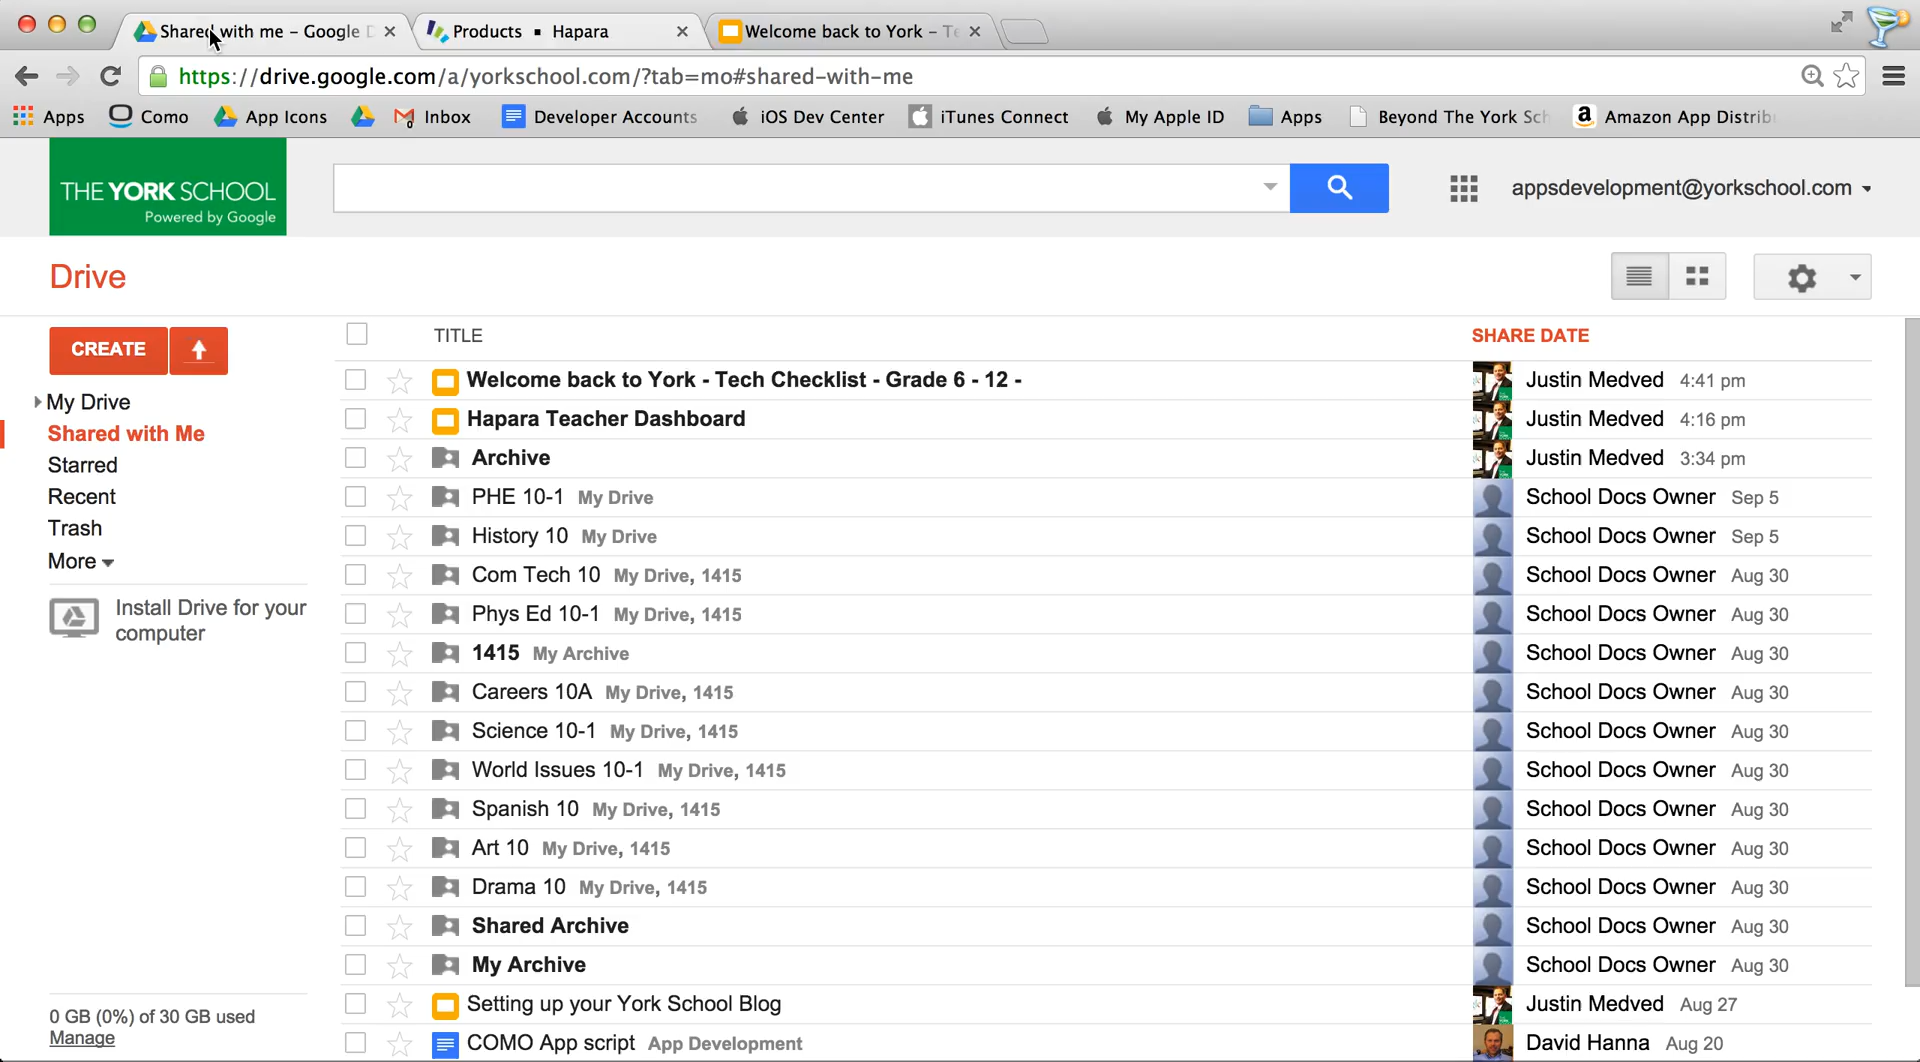 Shared with me – Google D
Products ▪ Hapara
Welcome back to York – Te
https://drive.google.com/a/yorkschool.com/?tab=mo#shared-with-me
Apps Como App Icons Inbox Developer Accounts iOS Dev Center iTunes Connect My Apple ID Apps Beyond The York Sch Amazon App Distrib
THE YORK SCHOOL
Powered by Google
appsdevelopment@yorkschool.com
Drive
CREATE
My Drive
Shared with Me
Starred
Recent
Trash
More
Install Drive for your
computer
0 GB (0%) of 30 GB used
Manage
TITLE SHARE DATE
Welcome back to York - Tech Checklist - Grade 6 - 12 - Justin Medved 4:41 pm
Hapara Teacher Dashboard Justin Medved 4:16 pm
Archive Justin Medved 3:34 pm
PHE 10-1 My Drive School Docs Owner Sep 5
History 10 My Drive School Docs Owner Sep 5
Com Tech 10 My Drive, 1415 School Docs Owner Aug 30
Phys Ed 10-1 My Drive, 1415 School Docs Owner Aug 30
1415 My Archive School Docs Owner Aug 30
Careers 10A My Drive, 1415 School Docs Owner Aug 30
Science 10-1 My Drive, 1415 School Docs Owner Aug 30
World Issues 10-1 My Drive, 1415 School Docs Owner Aug 30
Spanish 10 My Drive, 1415 School Docs Owner Aug 30
Art 10 My Drive, 1415 School Docs Owner Aug 30
Drama 10 My Drive, 1415 School Docs Owner Aug 30
Shared Archive School Docs Owner Aug 30
My Archive School Docs Owner Aug 30
Setting up your York School Blog Justin Medved Aug 27
COMO App script App Development David Hanna Aug 20